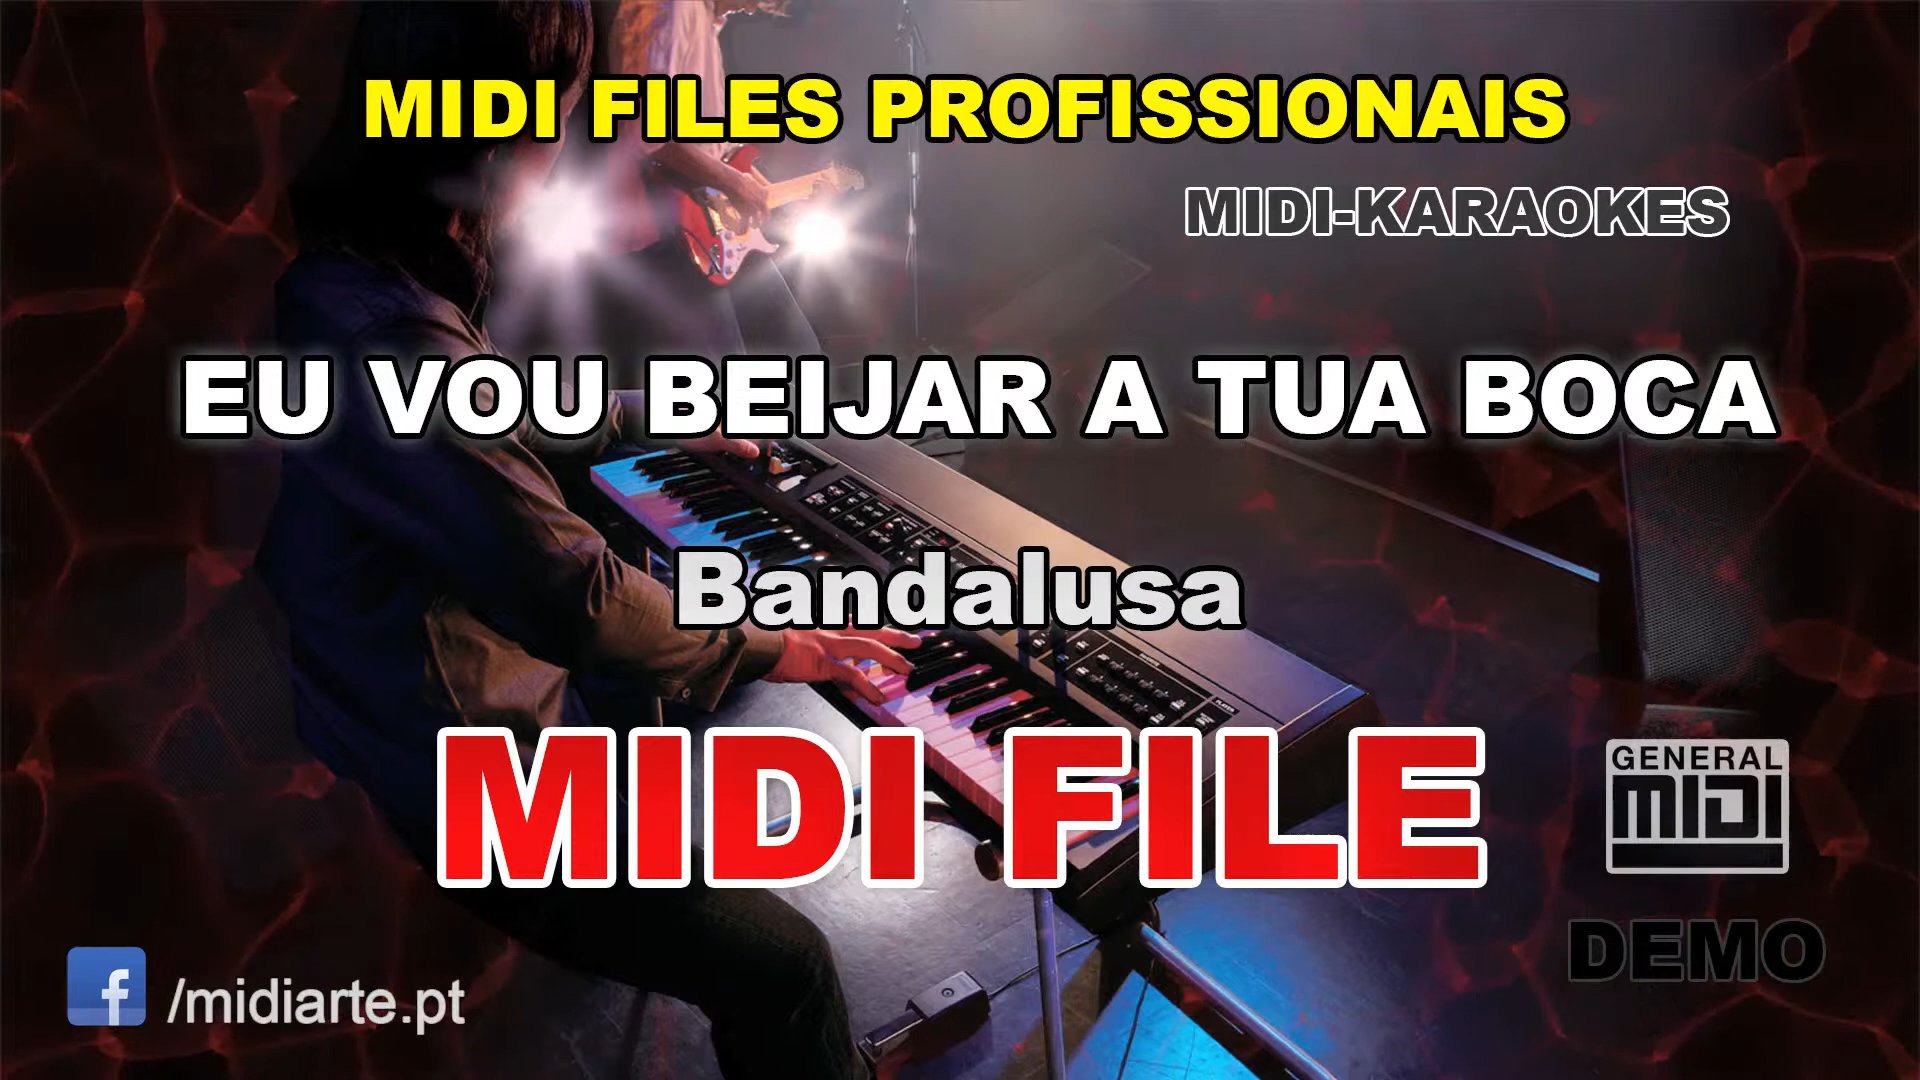 MIDI FILES PROFISSIONAIS
MIDI-KARAOKES
EU VOU BEIJAR A TUA BOCA
Bandalusa
MIDI FILE
GENERAL
MIDI
DEMO
f /midiarte.pt